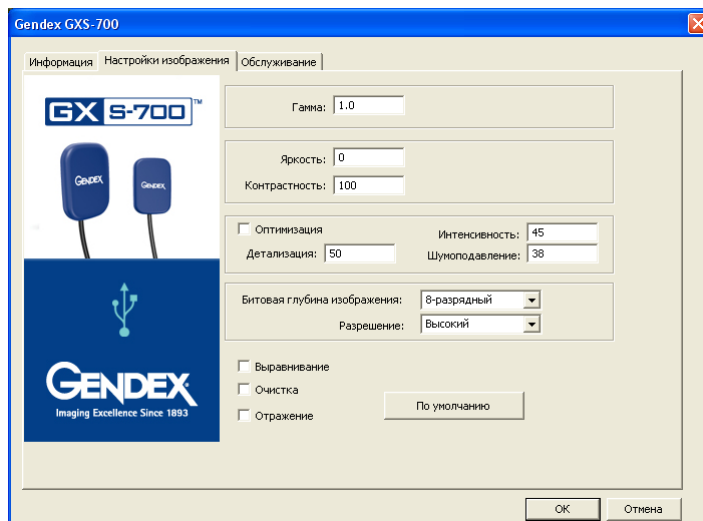 Gendex GXS-700
Информация Настройки изображения Обслуживание
GX S-700™
GENDEX GENDEX
GENDEX
Imaging Excellence Since 1893
Гамма: 1.0
Яркость: 0
Контрастность: 100
Оптимизация Интенсивность: 45
Детализация: 50 Шумоподавление: 38
Битовая глубина изображения: 8-разрядный
Разрешение: Высокий
Выравнивание
Очистка
Отражение
По умолчанию
OK Отмена